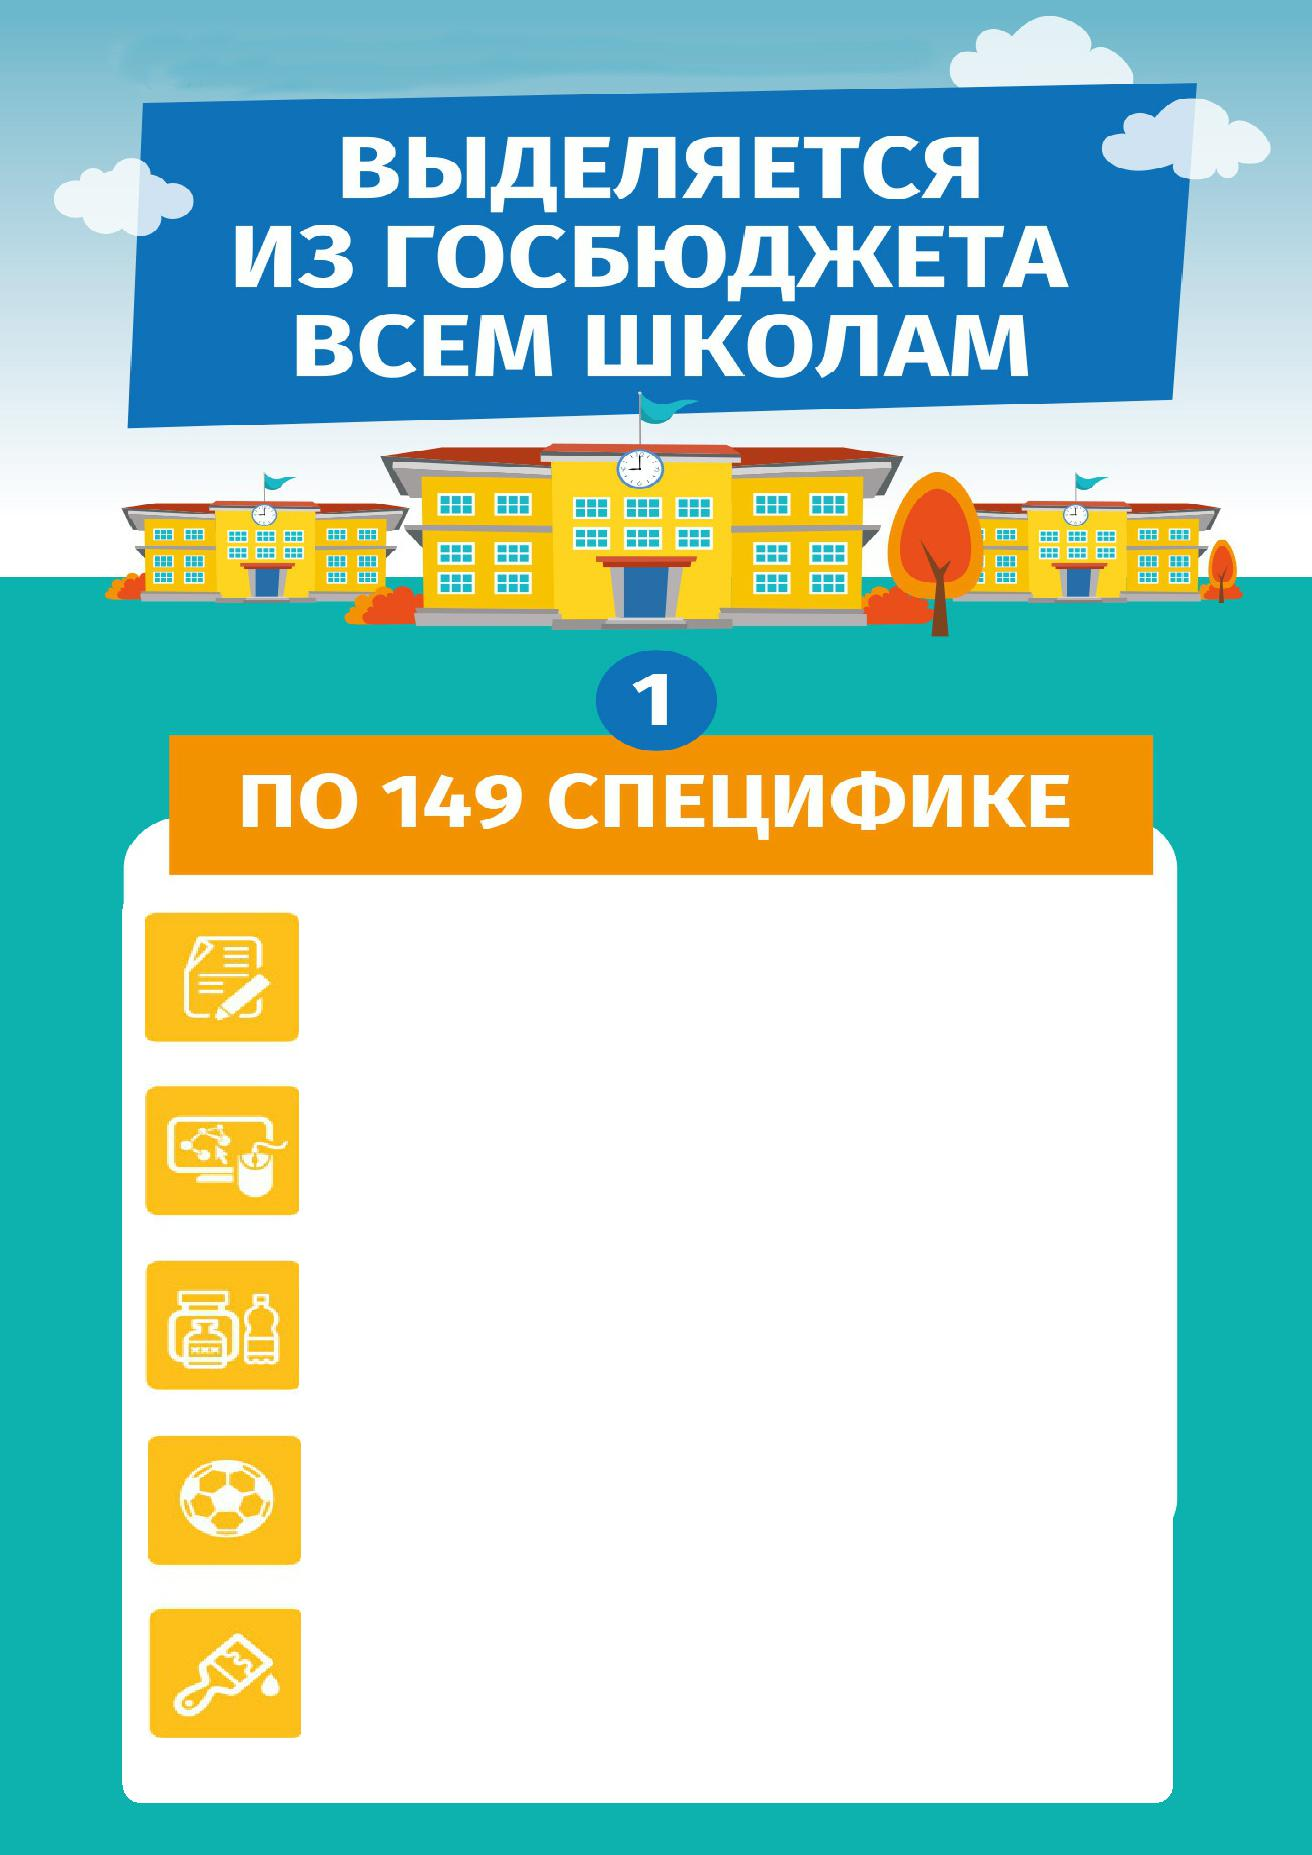 ВЫДЕЛЯЕТСЯ
ИЗ ГОСБЮДЖЕТА
ВСЕМ ШКОЛАМ
1
ПО 149 СПЕЦИФИКЕ